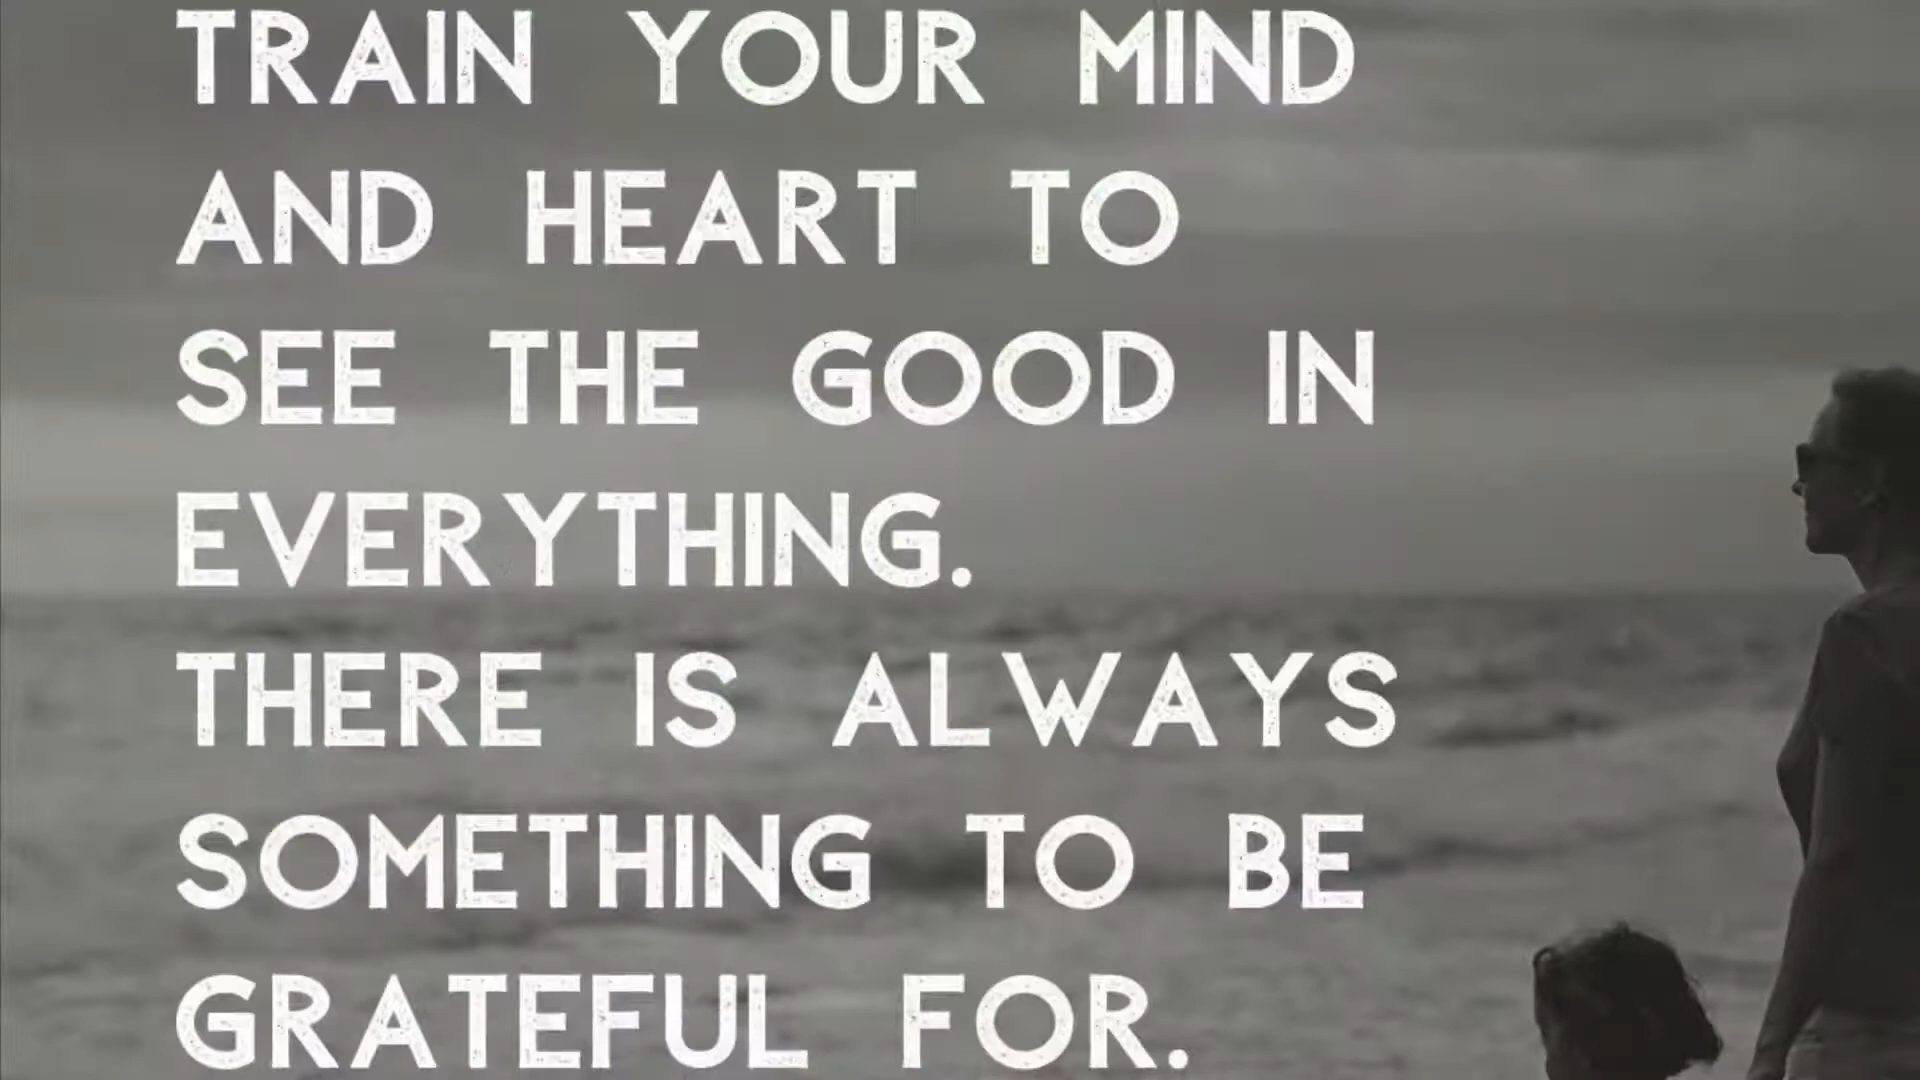 TRAIN YOUR MIND
AND HEART TO
SEE THE GOOD IN
EVERYTHING.
THERE IS ALWAYS
SOMETHING TO BE
GRATEFUL FOR.